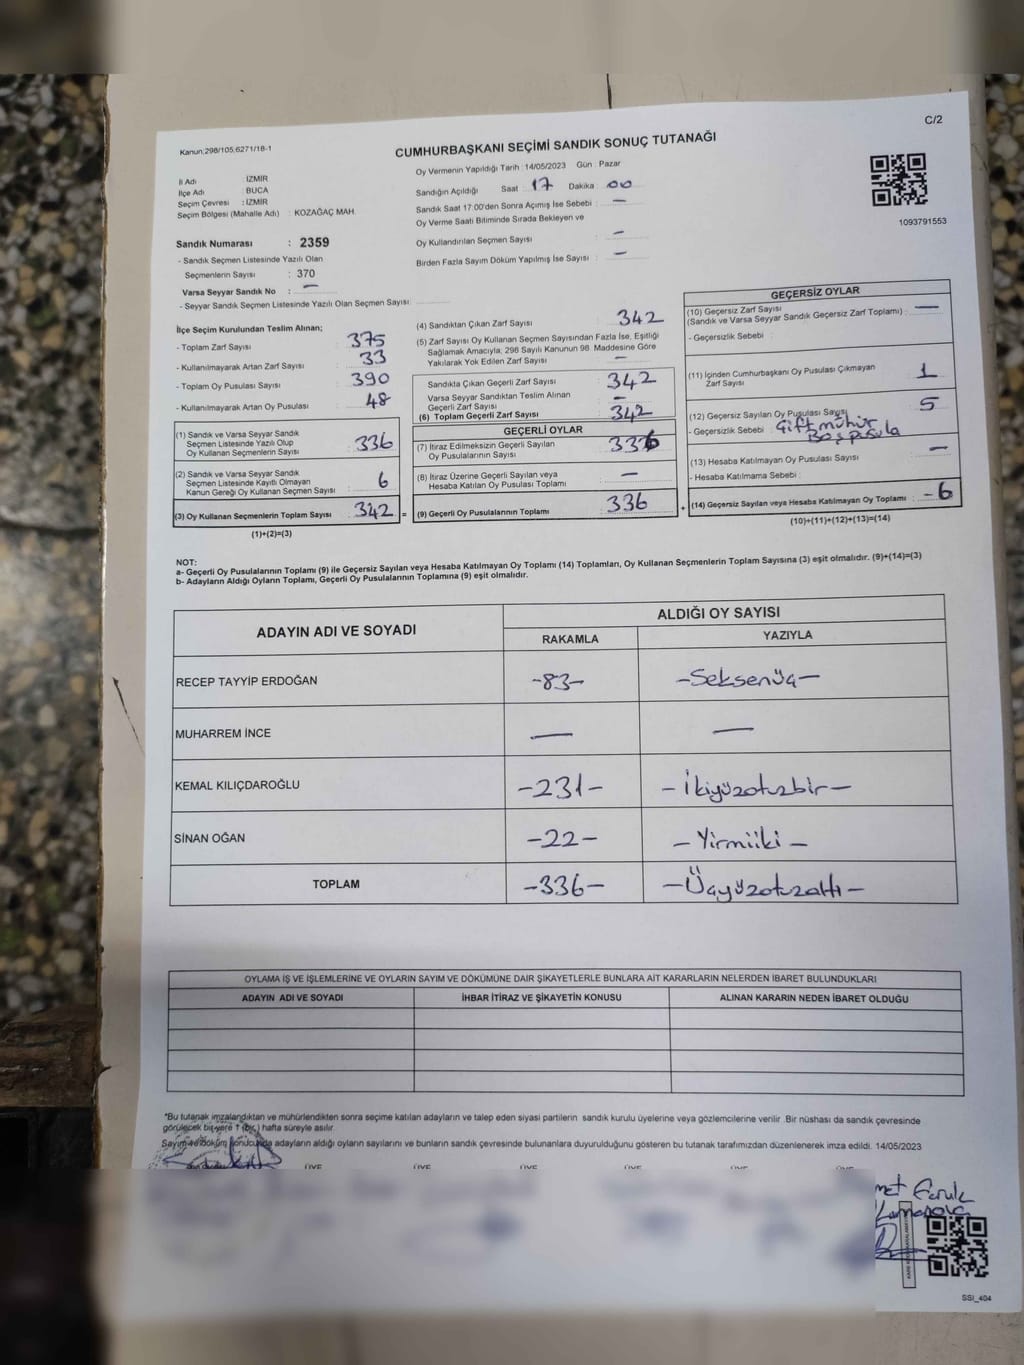 C/2
Kanun:298/105,6271/18-1
CUMHURBAŞKANI SEÇİMİ SANDIK SONUÇ TUTANAĞI
Oy Vermenin Yapıldığı Tarih : 14/05/2023 Gün : Pazar
İl Adı : İZMİR
İlçe Adı : BUCA
Seçim Çevresi : İZMİR
Seçim Bölgesi (Mahalle Adı) : KOZAĞAÇ MAH.
Sandığın Açıldığı Saat : 17 Dakika : 00
Sandık Saat 17:00'den Sonra Açımış İse Sebebi : —
Oy Verme Saati Bitiminde Sırada Bekleyen ve
Oy Kullandırılan Seçmen Sayısı : —
Birden Fazla Sayım Döküm Yapılmış İse Sayısı : —
1093791553
Sandık Numarası : 2359
- Sandık Seçmen Listesinde Yazılı Olan
Seçmenlerin Sayısı : 370
Varsa Seyyar Sandık No : —
- Seyyar Sandık Seçmen Listesinde Yazılı Olan Seçmen Sayısı :
İlçe Seçim Kurulundan Teslim Alınan;
- Toplam Zarf Sayısı : 375
- Kullanılmayarak Artan Zarf Sayısı : 33
- Toplam Oy Pusulası Sayısı : 390
- Kullanılmayarak Artan Oy Pusulası : 48
(1) Sandık ve Varsa Seyyar Sandık
Seçmen Listesinde Yazılı Olup
Oy Kullanan Seçmenlerin Sayısı : 336
(2) Sandık ve Varsa Seyyar Sandık
Seçmen Listesinde Kayıtlı Olmayan
Kanun Gereği Oy Kullanan Seçmen Sayısı : 6
(3) Oy Kullanan Seçmenlerin Toplam Sayısı : 342
(1)+(2)=(3)
(4) Sandıktan Çıkan Zarf Sayısı : 342
(5) Zarf Sayısı Oy Kullanan Seçmen Sayısından Fazla İse, Eşitliği
Sağlamak Amacıyla; 298 Sayılı Kanunun 98. Maddesine Göre
Yakılarak Yok Edilen Zarf Sayısı : —
Sandıkta Çıkan Geçerli Zarf Sayısı : 342
Varsa Seyyar Sandıktan Teslim Alınan
Geçerli Zarf Sayısı : —
(6) Toplam Geçerli Zarf Sayısı : 342
GEÇERLİ OYLAR
(7) İtiraz Edilmeksizin Geçerli Sayılan
Oy Pusulalarının Sayısı : 336
(8) İtiraz Üzerine Geçerli Sayılan veya
Hesaba Katılan Oy Pusulası Toplamı : —
= (9) Geçerli Oy Pusulalarının Toplamı : 336
GEÇERSİZ OYLAR
(10) Geçersiz Zarf Sayısı
(Sandık ve Varsa Seyyar Sandık Geçersiz Zarf Toplamı) : —
- Geçersizlik Sebebi :
(11) İçinden Cumhurbaşkanı Oy Pusulası Çıkmayan
Zarf Sayısı : 1
(12) Geçersiz Sayılan Oy Pusulası Sayısı : 5
- Geçersizlik Sebebi : Çift mühür
Boş pusula
(13) Hesaba Katılmayan Oy Pusulası Sayısı : —
- Hesaba Katılmama Sebebi :
+ (14) Geçersiz Sayılan veya Hesaba Katılmayan Oy Toplamı : -6
(10)+(11)+(12)+(13)=(14)
NOT:
a- Geçerli Oy Pusulalarının Toplamı (9) ile Geçersiz Sayılan veya Hesaba Katılmayan Oy Toplamı (14) Toplamları, Oy Kullanan Seçmenlerin Toplam Sayısına (3) eşit olmalıdır. (9)+(14)=(3)
b- Adayların Aldığı Oyların Toplamı, Geçerli Oy Pusulalarının Toplamına (9) eşit olmalıdır.
ADAYIN ADI VE SOYADI ALDIĞI OY SAYISI
RAKAMLA YAZIYLA
RECEP TAYYİP ERDOĞAN -83- -Seksenüç-
MUHARREM İNCE — —
KEMAL KILIÇDAROĞLU -231- - İkiyüzotuzbir-
SİNAN OĞAN -22- - Yirmiiki -
TOPLAM -336- -Üçyüzotuzaltı-
OYLAMA İŞ VE İŞLEMLERİNE VE OYLARIN SAYIM VE DÖKÜMÜNE DAİR ŞİKAYETLERLE BUNLARA AİT KARARLARIN NELERDEN İBARET BULUNDUKLARI
ADAYIN ADI VE SOYADI İHBAR İTİRAZ VE ŞİKAYETİN KONUSU ALINAN KARARIN NEDEN İBARET OLDUĞU
*Bu tutanak imzalandıktan ve mühürlendikten sonra seçime katılan adayların ve talep eden siyasi partilerin sandık kurulu üyelerine veya gözlemcilerine verilir. Bir nüshası da sandık çevresinde
görülecek bir yere 1 (bir) hafta süreyle asılır.
Sayım ve döküm sonucunda adayların aldığı oyların sayılarını ve bunların sandık çevresinde bulunanlara duyurulduğunu gösteren bu tutanak tarafımızdan düzenlenerek imza edildi. 14/05/2023
ÜYE ÜYE ÜYE ÜYE ÜYE ÜYE
SSI_404